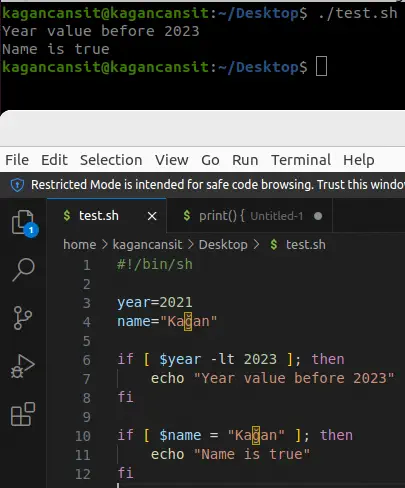 kagancansit@kagancansit:~/Desktop$ ./test.sh
Year value before 2023
Name is true
kagancansit@kagancansit:~/Desktop$
File Edit Selection View Go Run Terminal Help
Restricted Mode is intended for safe code browsing. Trust this windo
$ test.sh × $ print() { Untitled-1 ●
home > kagancansit > Desktop > $ test.sh
1
1 #!/bin/sh
2
3 year=2021
4 name="Kağan"
5
6 if [ $year -lt 2023 ]; then
7     echo "Year value before 2023"
8 fi
9
10 if [ $name = "Kağan" ]; then
11     echo "Name is true"
12 fi